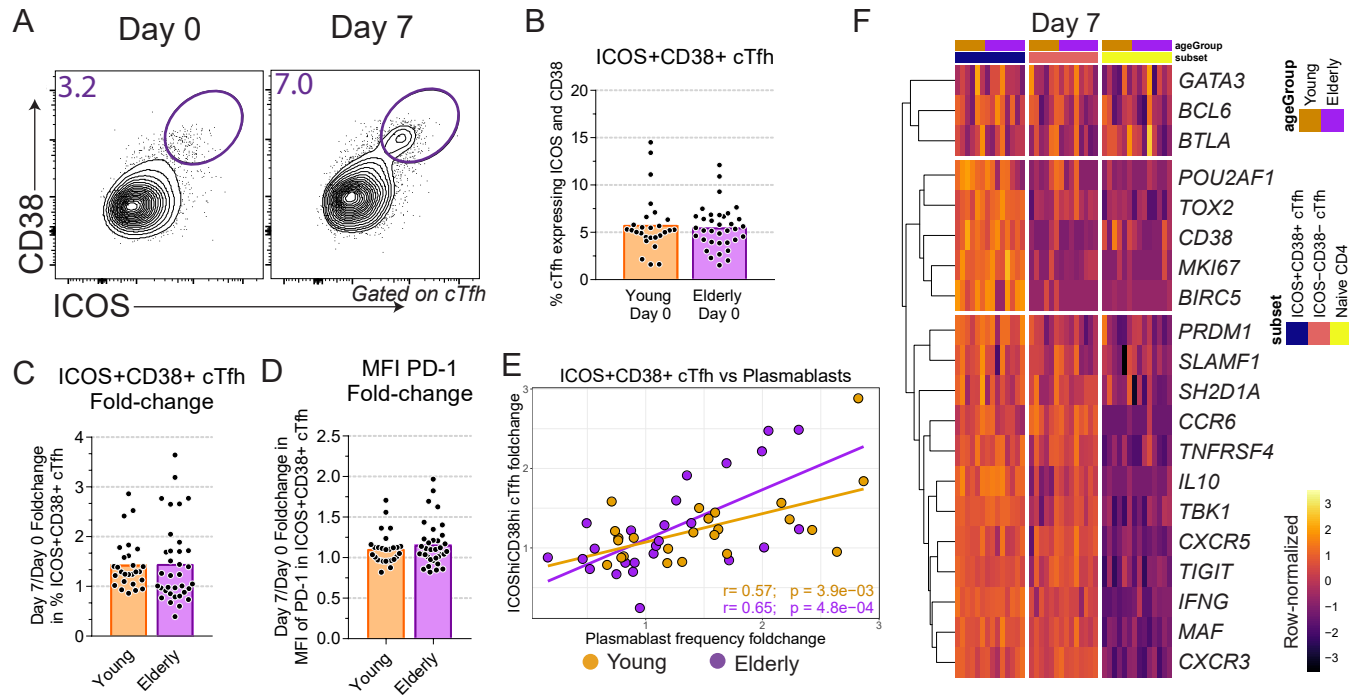 A
Day 0
Day 7
3.2
7.0
CD38
ICOS
Gated on cTfh
B
ICOS+CD38+ cTfh
% cTfh expressing ICOS and CD38
20
15
10
5
0
Young
Day 0
Elderly
Day 0
C
ICOS+CD38+ cTfh
Fold-change
Day 7/Day 0 Foldchange
in % ICOS+CD38+ cTfh
4
3
2
1
0
Young
Elderly
D
MFI PD-1
Fold-change
Day 7/Day 0 Foldchange in
MFI of PD-1 in ICOS+CD38+ cTfh
2.5
2.0
1.5
1.0
0.5
0.0
Young
Elderly
E
ICOS+CD38+ cTfh vs Plasmablasts
ICOShiCD38hi cTfh foldchange
3
2
1
r= 0.57; p = 3.9e−03
r= 0.65; p = 4.8e−04
1
2
3
Plasmablast frequency foldchange
Young
Elderly
F
Day 7
ageGroup
subset
GATA3
BCL6
BTLA
POU2AF1
TOX2
CD38
MKI67
BIRC5
PRDM1
SLAMF1
SH2D1A
CCR6
TNFRSF4
IL10
TBK1
CXCR5
TIGIT
IFNG
MAF
CXCR3
ageGroup
Young
Elderly
subset
ICOS+CD38+ cTfh
ICOS−CD38− cTfh
Naive CD4
Row-normalized
3
2
1
0
−1
−2
−3